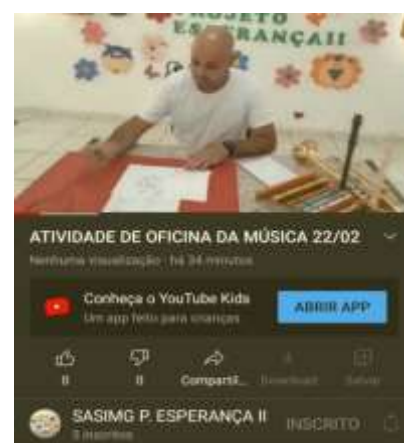 PROJETO
ESPERANÇA II
ATIVIDADE DE OFICINA DA MÚSICA 22/02
Nenhuma visualização · há 34 minutos
Conheça o YouTube Kids
Um app feito para crianças
ABRIR APP
0
0
Compartil...
Download
Salvar
SASIMG P. ESPERANÇA II
INSCRITO
inscritos